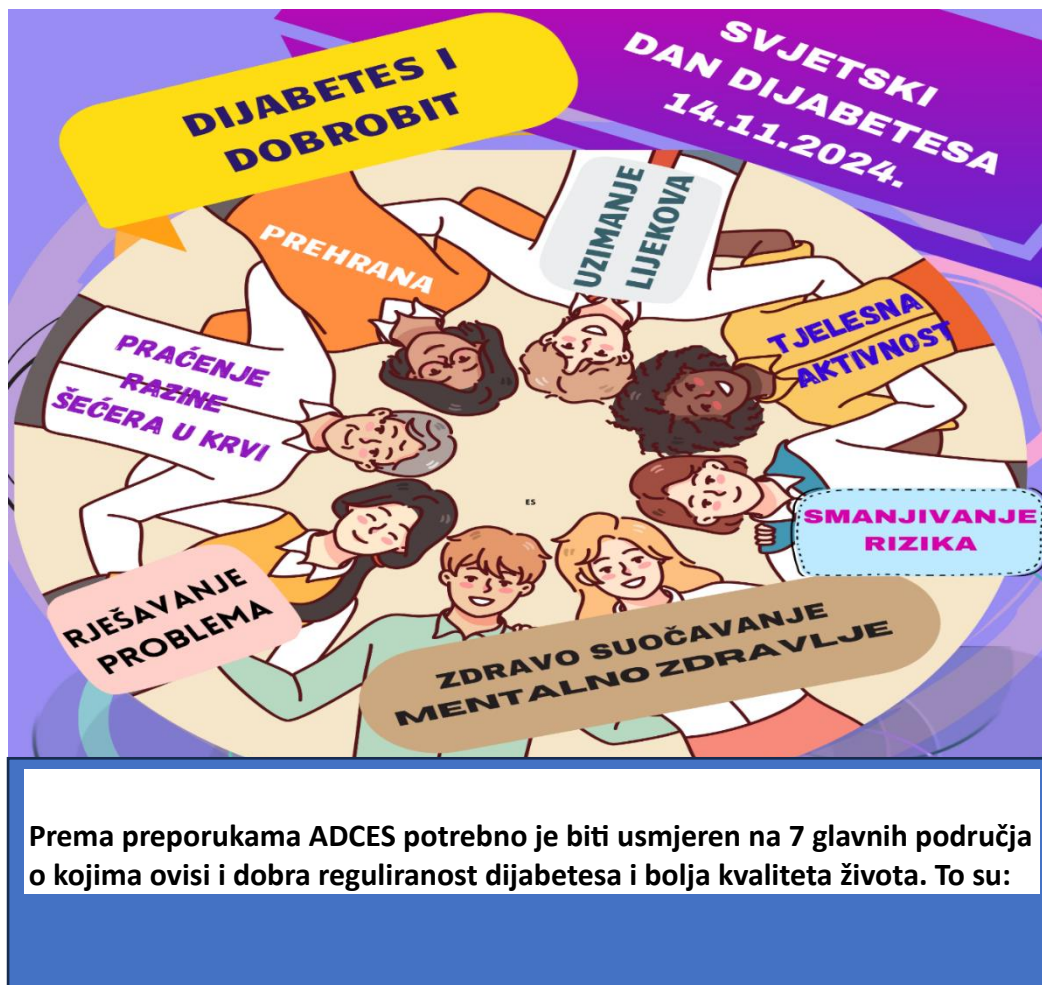 DIJABETES I
DOBROBIT
SVJETSKI
DAN DIJABETESA
14.11.2024.
PREHRANA
UZIMANJE
LIJEKOVA
TJELESNA
AKTIVNOST
PRAĆENJE
RAZINE
ŠEĆERA U KRVI
SMANJIVANJE
RIZIKA
RJEŠAVANJE
PROBLEMA
ZDRAVO SUOČAVANJE
MENTALNO ZDRAVLJE
ES
Prema preporukama ADCES potrebno je biti usmjeren na 7 glavnih područja
o kojima ovisi i dobra reguliranost dijabetesa i bolja kvaliteta života. To su: